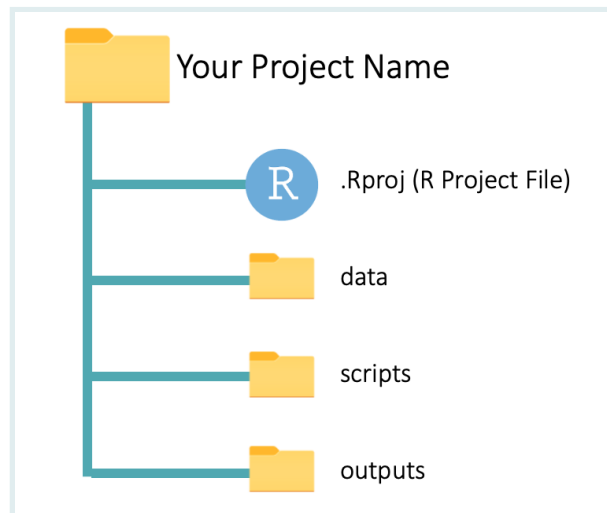 Your Project Name
R
.Rproj (R Project File)
data
scripts
outputs